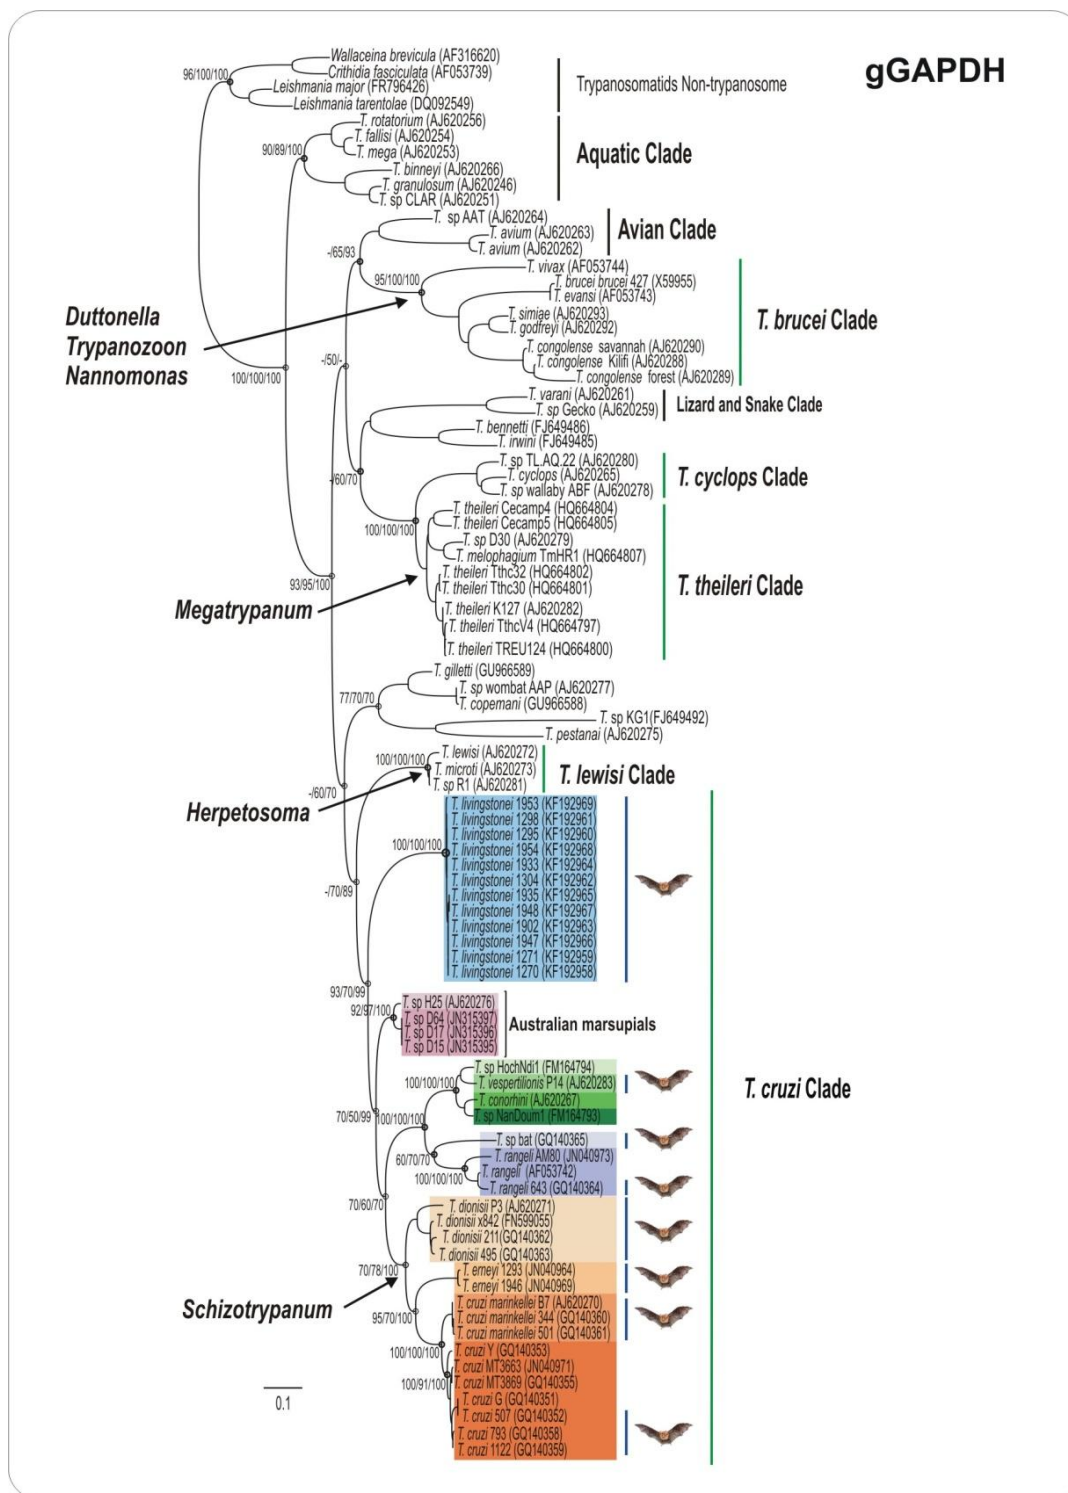 gGAPDH
Wallaceina brevicula (AF316620)
96/100/100
Crithidia fasciculata (AF053739)
Leishmania major (FR796426)
Trypanosomatids Non-trypanosome
Leishmania tarentolae (DQ092549)
T. rotatorium (AJ620256)
T. fallisi (AJ620254)
90/89/100
T. mega (AJ620253)
Aquatic Clade
T. binneyi (AJ620266)
T. granulosum (AJ620246)
T. sp CLAR (AJ620251)
T. sp AAT (AJ620264)
T. avium (AJ620263)
Avian Clade
T. avium (AJ620262)
-/65/93
T. vivax (AF053744)
95/100/100
T. brucei brucei 427 (X59955)
T. evansi (AF053743)
Duttonella
Trypanozoon
Nannomonas
T. simiae (AJ620293)
T. godfreyi (AJ620292)
T. brucei Clade
T. congolense savannah (AJ620290)
T. congolense Kilifi (AJ620288)
-/50/-
T. congolense forest (AJ620289)
100/100/100
T. varani (AJ620261)
T. sp Gecko (AJ620259)
Lizard and Snake Clade
T. bennetti (FJ649486)
T. irwini (FJ649485)
T. sp TL.AQ.22 (AJ620280)
T. cyclops (AJ620265)
T. cyclops Clade
-/60/70
T. sp wallaby ABF (AJ620278)
T. theileri Cecamp4 (HQ664804)
T. theileri Cecamp5 (HQ664805)
100/100/100
T. sp D30 (AJ620279)
T. melophagium TmHR1 (HQ664807)
T. theileri Tthc32 (HQ664802)
93/95/100
T. theileri Tthc30 (HQ664801)
T. theileri Clade
Megatrypanum
T. theileri K127 (AJ620282)
T. theileri TthcV4 (HQ664797)
T. theileri TREU124 (HQ664800)
T. gilletti (GU966589)
T. sp wombat AAP (AJ620277)
77/70/70
T. copemani (GU966588)
T. sp KG1(FJ649492)
T. pestanai (AJ620275)
T. lewisi (AJ620272)
100/100/100
T. microti (AJ620273)
T. lewisi Clade
T. sp R1 (AJ620281)
-/60/70
Herpetosoma
T. livingstonei 1953 (KF192969)
T. livingstonei 1298 (KF192961)
T. livingstonei 1295 (KF192960)
100/100/100
T. livingstonei 1954 (KF192968)
T. livingstonei 1933 (KF192964)
T. livingstonei 1304 (KF192962)
-/70/89
T. livingstonei 1935 (KF192965)
T. livingstonei 1948 (KF192967)
T. livingstonei 1902 (KF192963)
T. livingstonei 1947 (KF192966)
T. livingstonei 1271 (KF192959)
T. livingstonei 1270 (KF192958)
93/70/99
92/97/100
T. sp H25 (AJ620276)
T. sp D64 (JN315397)
T. sp D17 (JN315396)
T. sp D15 (JN315395)
Australian marsupials
T. sp HochNdi1 (FM164794)
100/100/100
T. vespertilionis P14 (AJ620283)
T. cruzi Clade
T. conorhini (AJ620267)
T. sp NanDoum1 (FM164793)
70/50/99
100/100/100
T. sp bat (GQ140365)
60/70/70
T. rangeli AM80 (JN040973)
100/100/100
T. rangeli (AF053742)
T. rangeli 643 (GQ140364)
70/60/70
T. dionisii P3 (AJ620271)
T. dionisii x842 (FN599055)
T. dionisii 211(GQ140362)
T. dionisii 495 (GQ140363)
70/78/100
T. erneyi 1293 (JN040964)
T. erneyi 1946 (JN040969)
Schizotrypanum
95/70/100
T. cruzi marinkellei B7 (AJ620270)
T. cruzi marinkellei 344 (GQ140360)
T. cruzi marinkellei 501 (GQ140361)
100/100/100
T. cruzi Y (GQ140353)
T. cruzi MT3663 (JN040971)
100/91/100
T. cruzi MT3869 (GQ140355)
T. cruzi G (GQ140351)
T. cruzi 507 (GQ140352)
T. cruzi 793 (GQ140358)
T. cruzi 1122 (GQ140359)
0.1